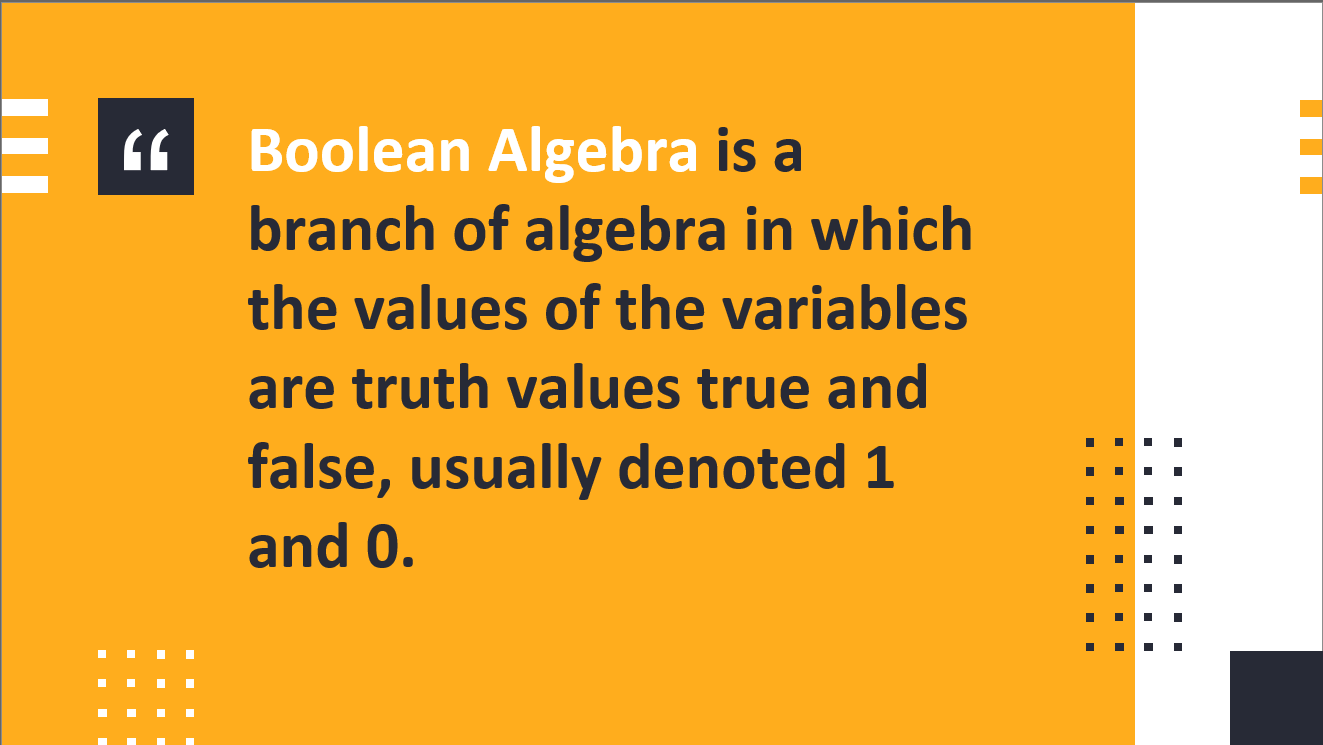 “
Boolean Algebra is a
branch of algebra in which
the values of the variables
are truth values true and
false, usually denoted 1
and 0.